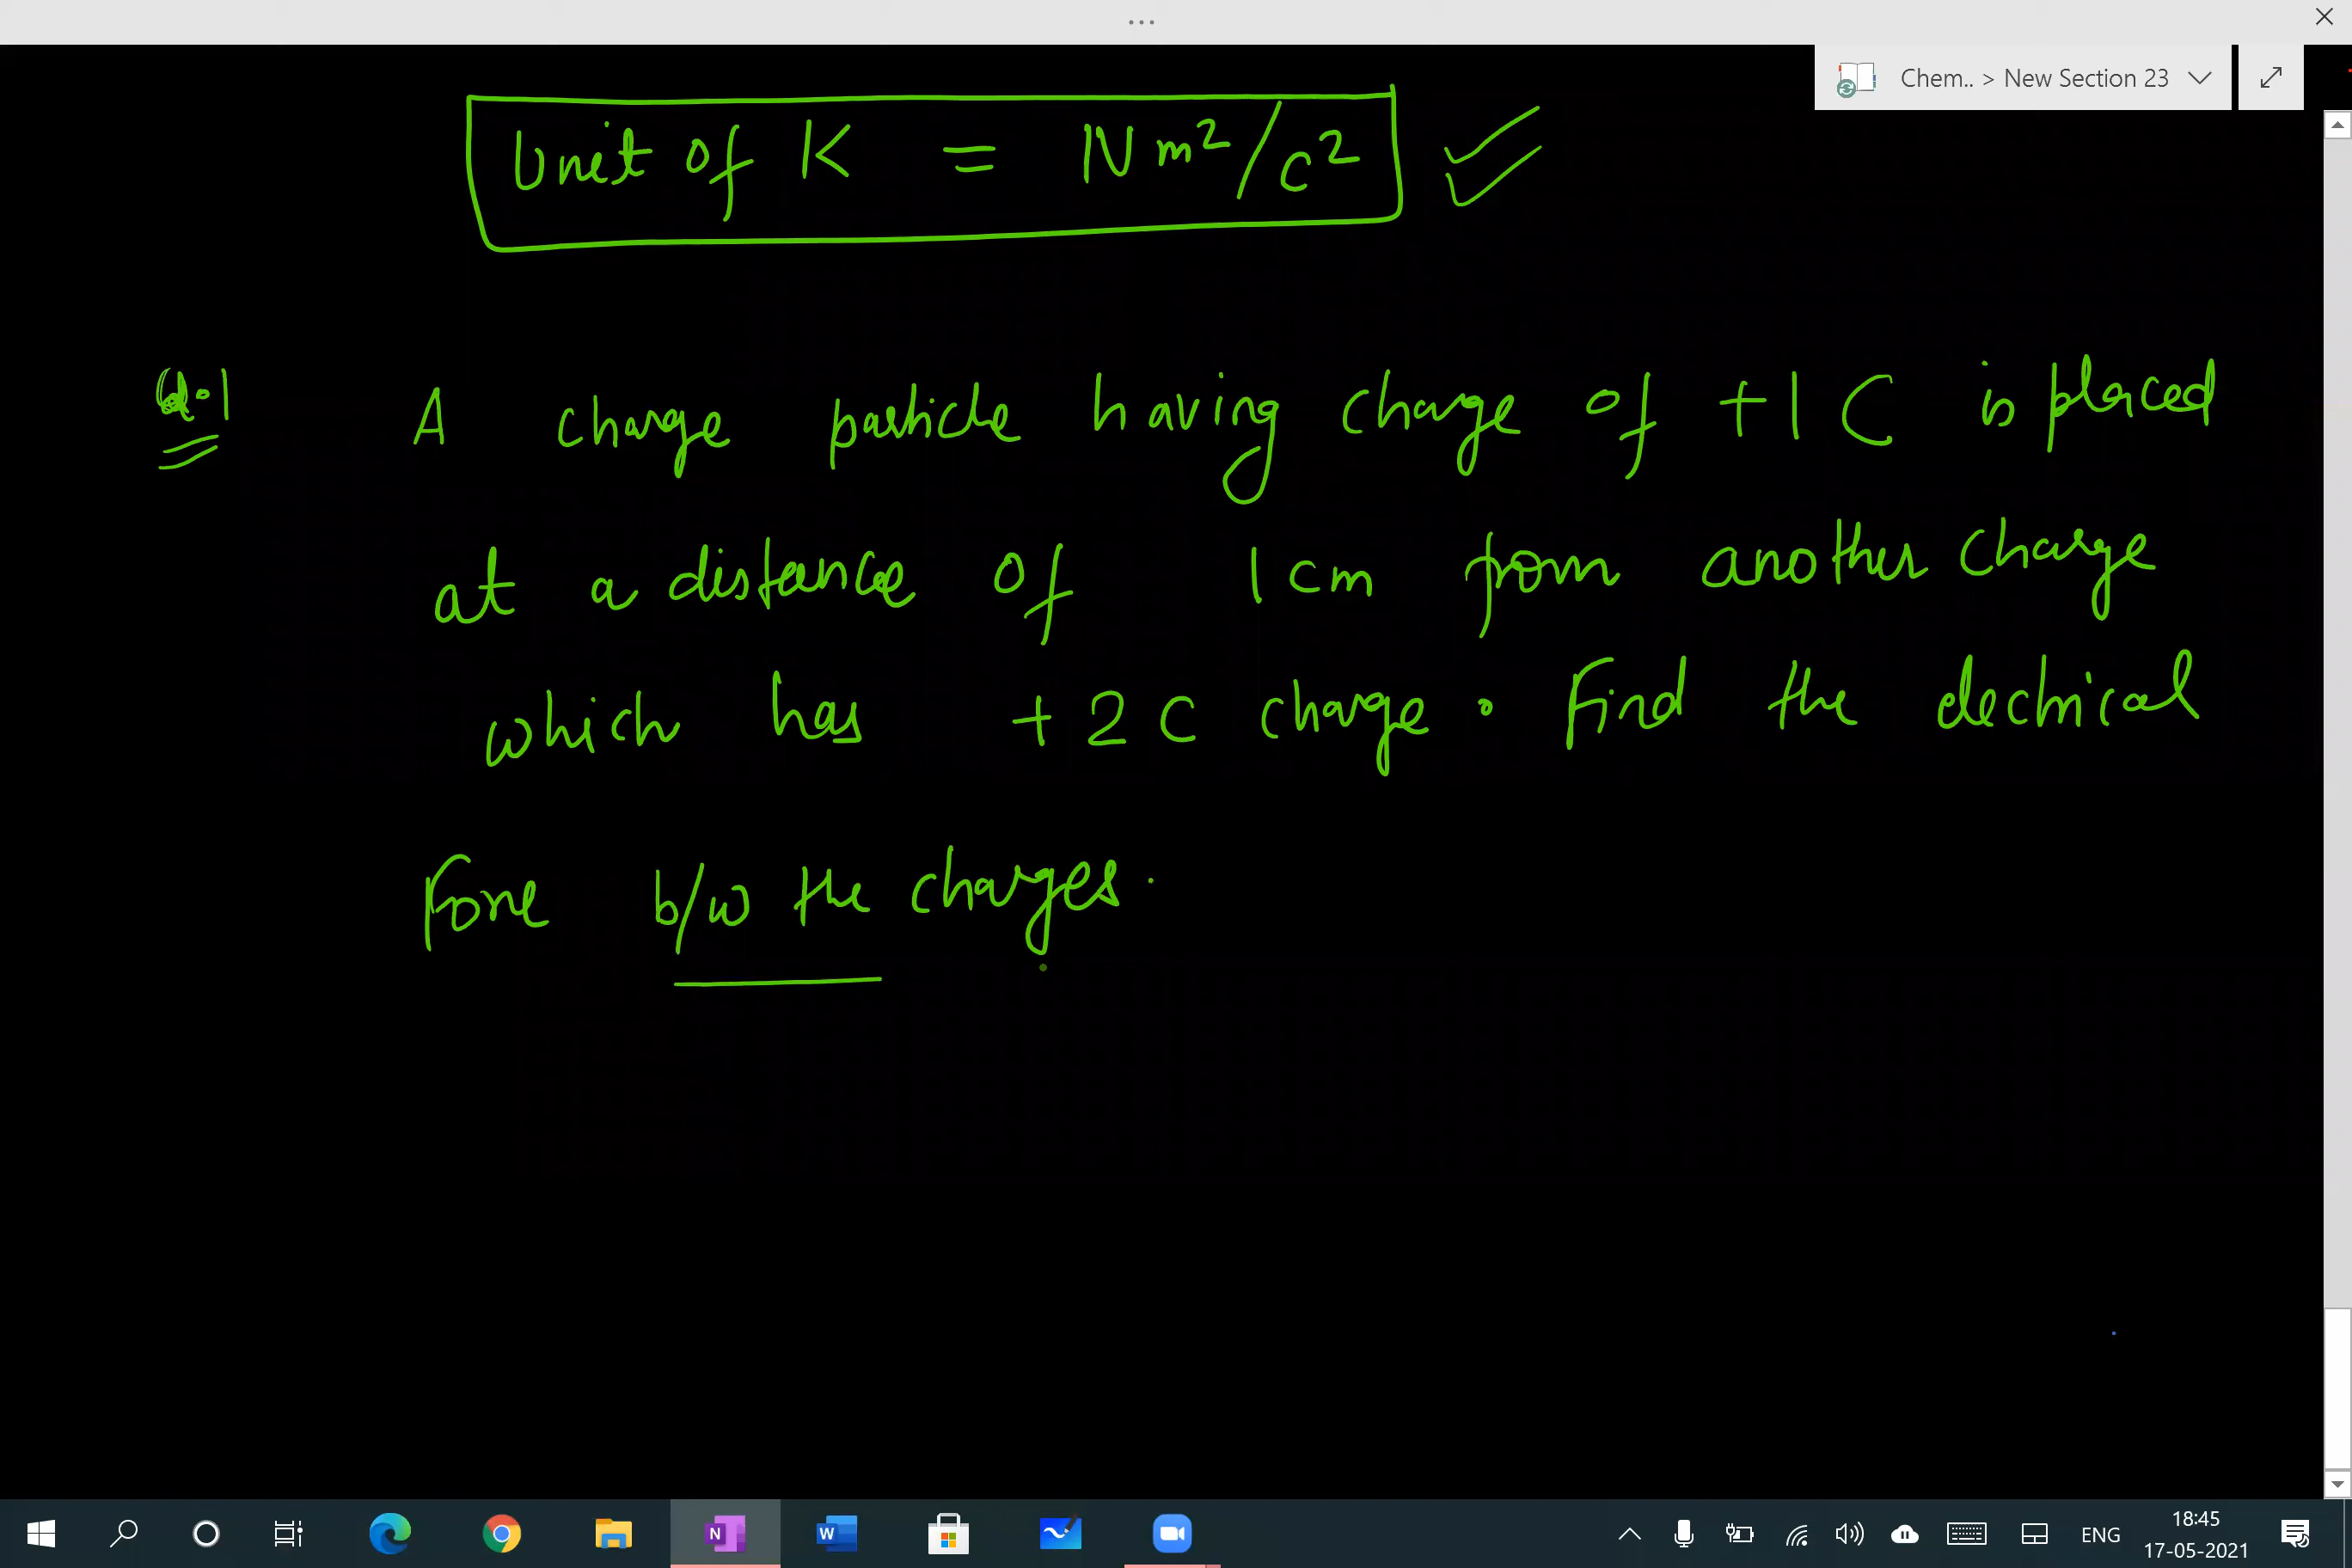 ...
Chem.. > New Section 23
Unit of K = Nm²/c²
Q.1 A charge particle having charge of +1 C is placed
at a distance of 1 cm from another charge
which has +2 C charge. Find the electrical
Force b/w the charges.
ENG
18:45
17-05-2021